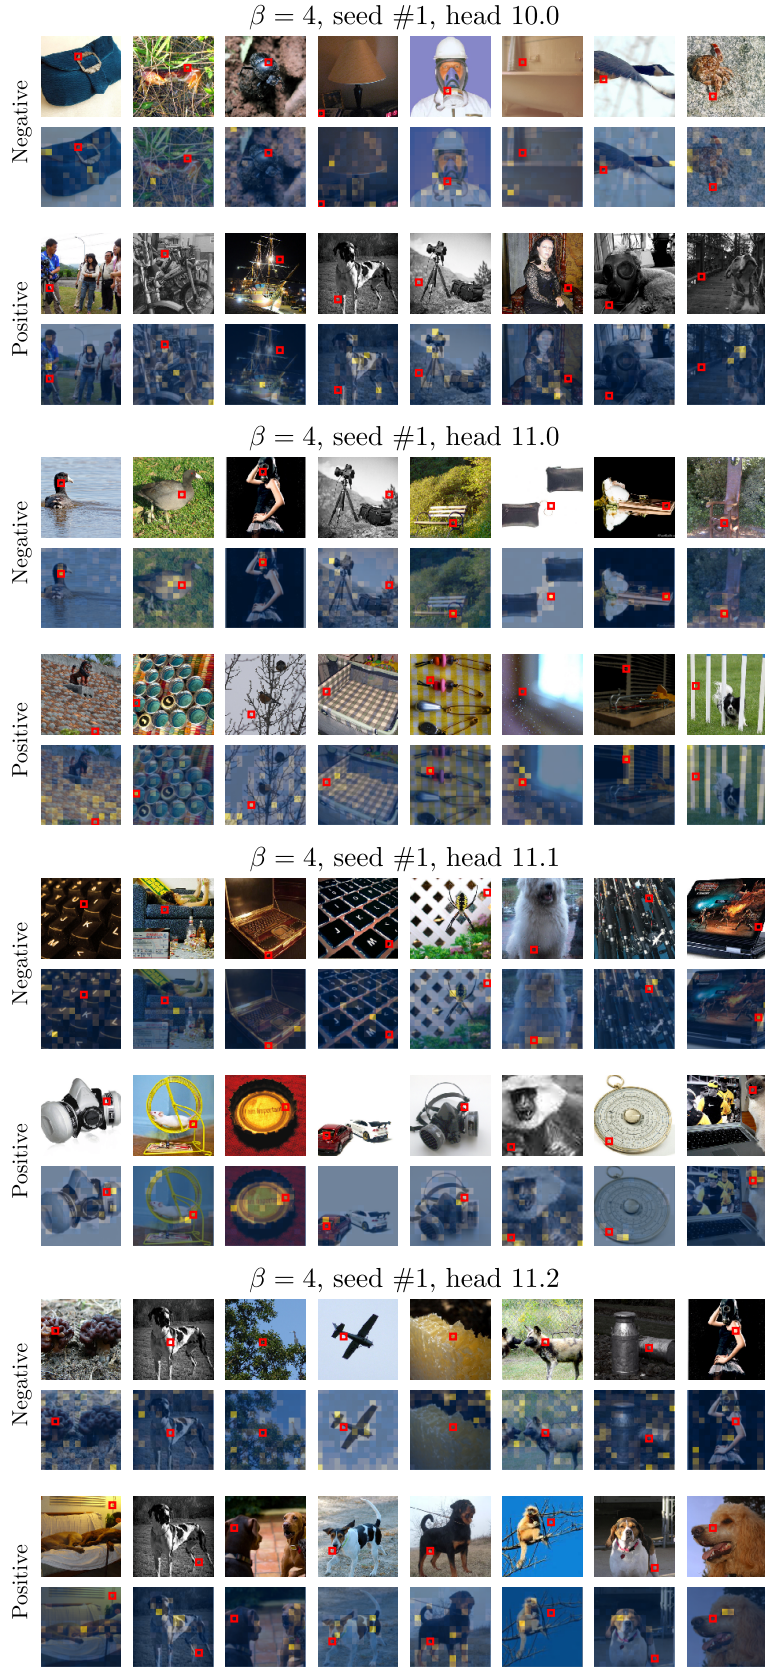 β = 4, seed #1, head 10.0
Negative
Positive
β = 4, seed #1, head 11.0
Negative
Positive
β = 4, seed #1, head 11.1
Negative
Positive
β = 4, seed #1, head 11.2
Negative
Positive